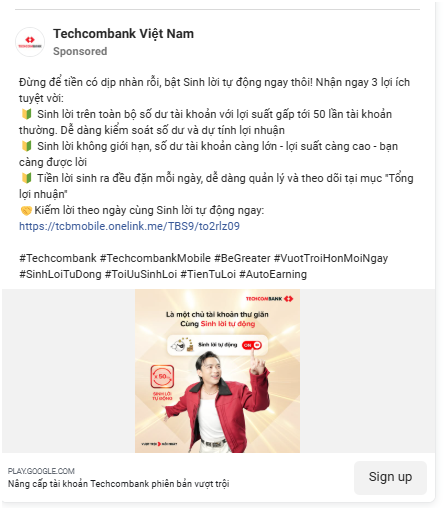 Techcombank Việt Nam
Sponsored
Đừng để tiền có dịp nhàn rỗi, bật Sinh lời tự động ngay thôi! Nhận ngay 3 lợi ích
tuyệt vời:
🔰 Sinh lời trên toàn bộ số dư tài khoản với lợi suất gấp tới 50 lần tài khoản
thường. Dễ dàng kiểm soát số dư và dự tính lợi nhuận
🔰 Sinh lời không giới hạn, số dư tài khoản càng lớn - lợi suất càng cao - bạn
càng được lời
🔰 Tiền lời sinh ra đều đặn mỗi ngày, dễ dàng quản lý và theo dõi tại mục "Tổng
lợi nhuận"
🤝Kiếm lời theo ngày cùng Sinh lời tự động ngay:
https://tcbmobile.onelink.me/TBS9/to2rlz09
#Techcombank #TechcombankMobile #BeGreater #VuotTroiHonMoiNgay
#SinhLoiTuDong #ToiUuSinhLoi #TienTuLoi #AutoEarning
TECHCOMBANK
Là một chủ tài khoản thư giãn
Cùng Sinh lời tự động
Sinh lời tự động ON
50
SINH LỜI
TỰ ĐỘNG
PLAY.GOOGLE.COM
Nâng cấp tài khoản Techcombank phiên bản vượt trội
Sign up